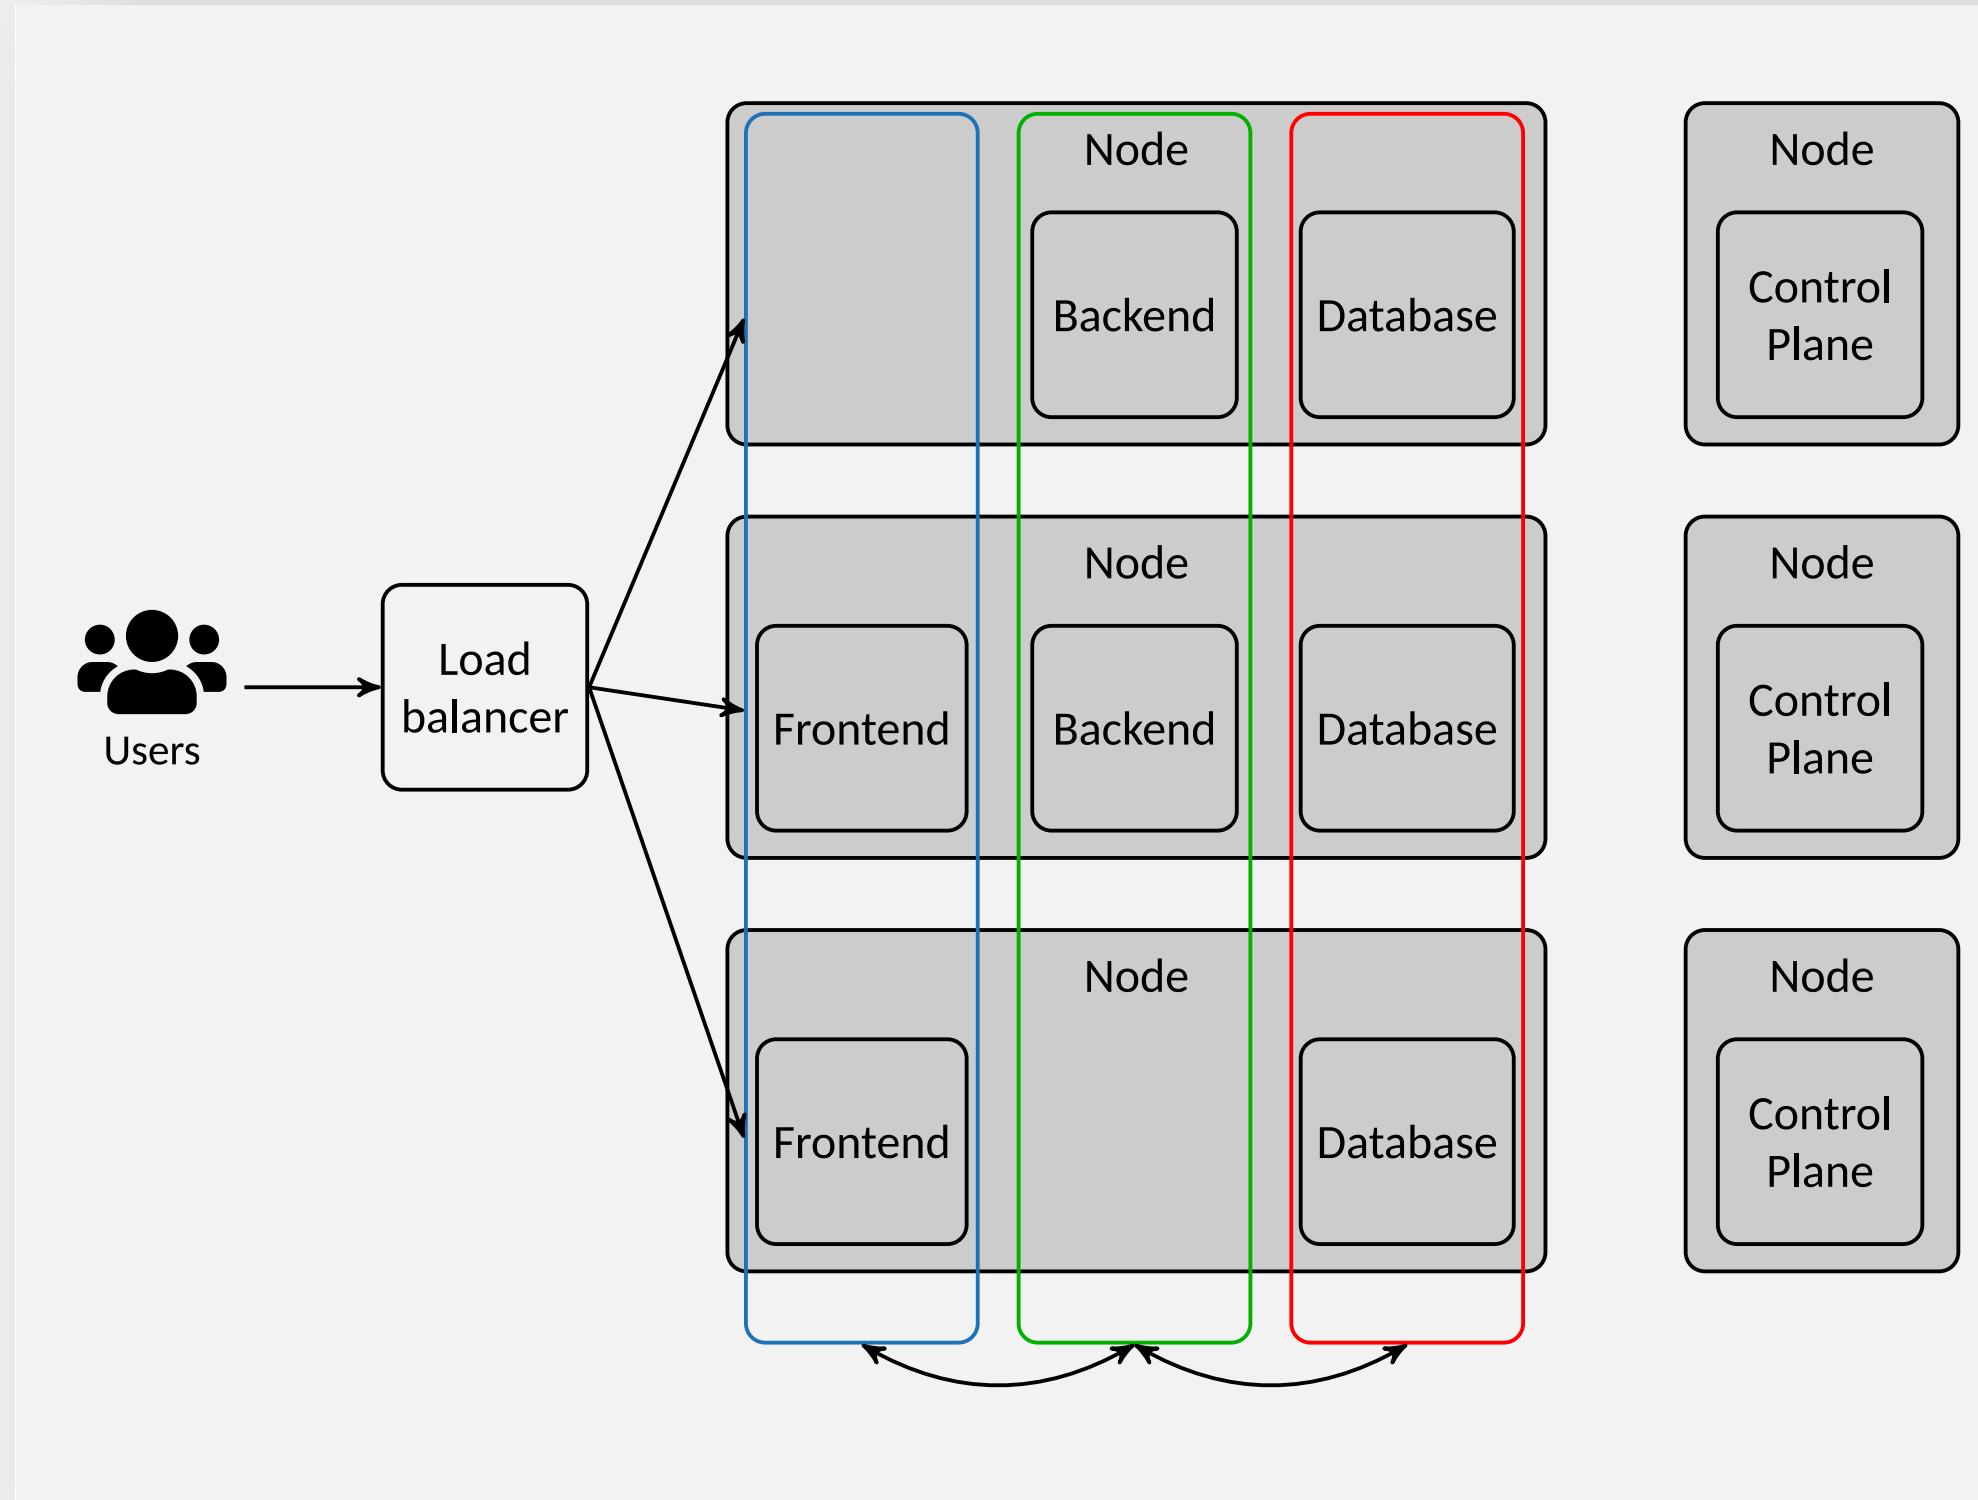 Node
Backend
Database
Node
Control
Plane
Users
Load
balancer
Node
Frontend
Backend
Database
Node
Control
Plane
Node
Frontend
Database
Node
Control
Plane